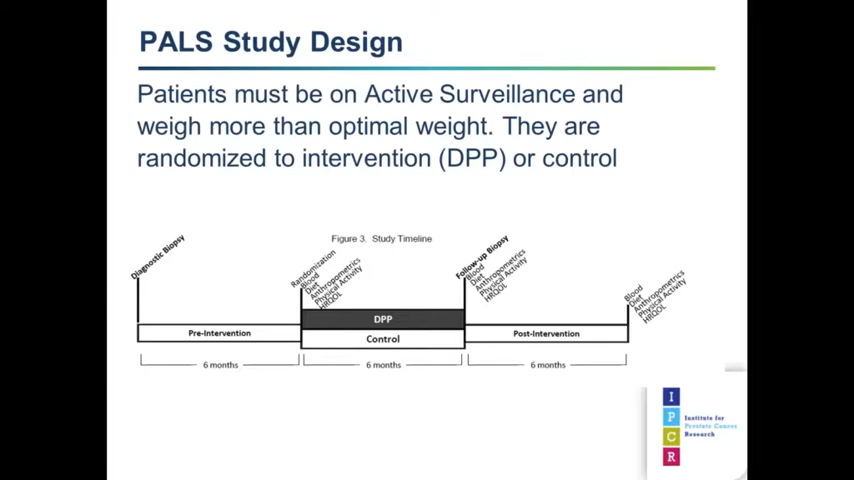 PALS Study Design
Patients must be on Active Surveillance and
weigh more than optimal weight. They are
randomized to intervention (DPP) or control
Figure 3. Study Timeline
Diagnostic Biopsy
Randomization
Blood
Diet
Anthropometrics
Physical Activity
HRQOL
Follow-up Biopsy
Blood
Diet
Anthropometrics
Physical Activity
HRQOL
Blood
Diet
Anthropometrics
Physical Activity
HRQOL
DPP
Pre-Intervention
Control
Post-Intervention
6 months
6 months
6 months
I
P
C
R
Institute for
Prostate Cancer
Research